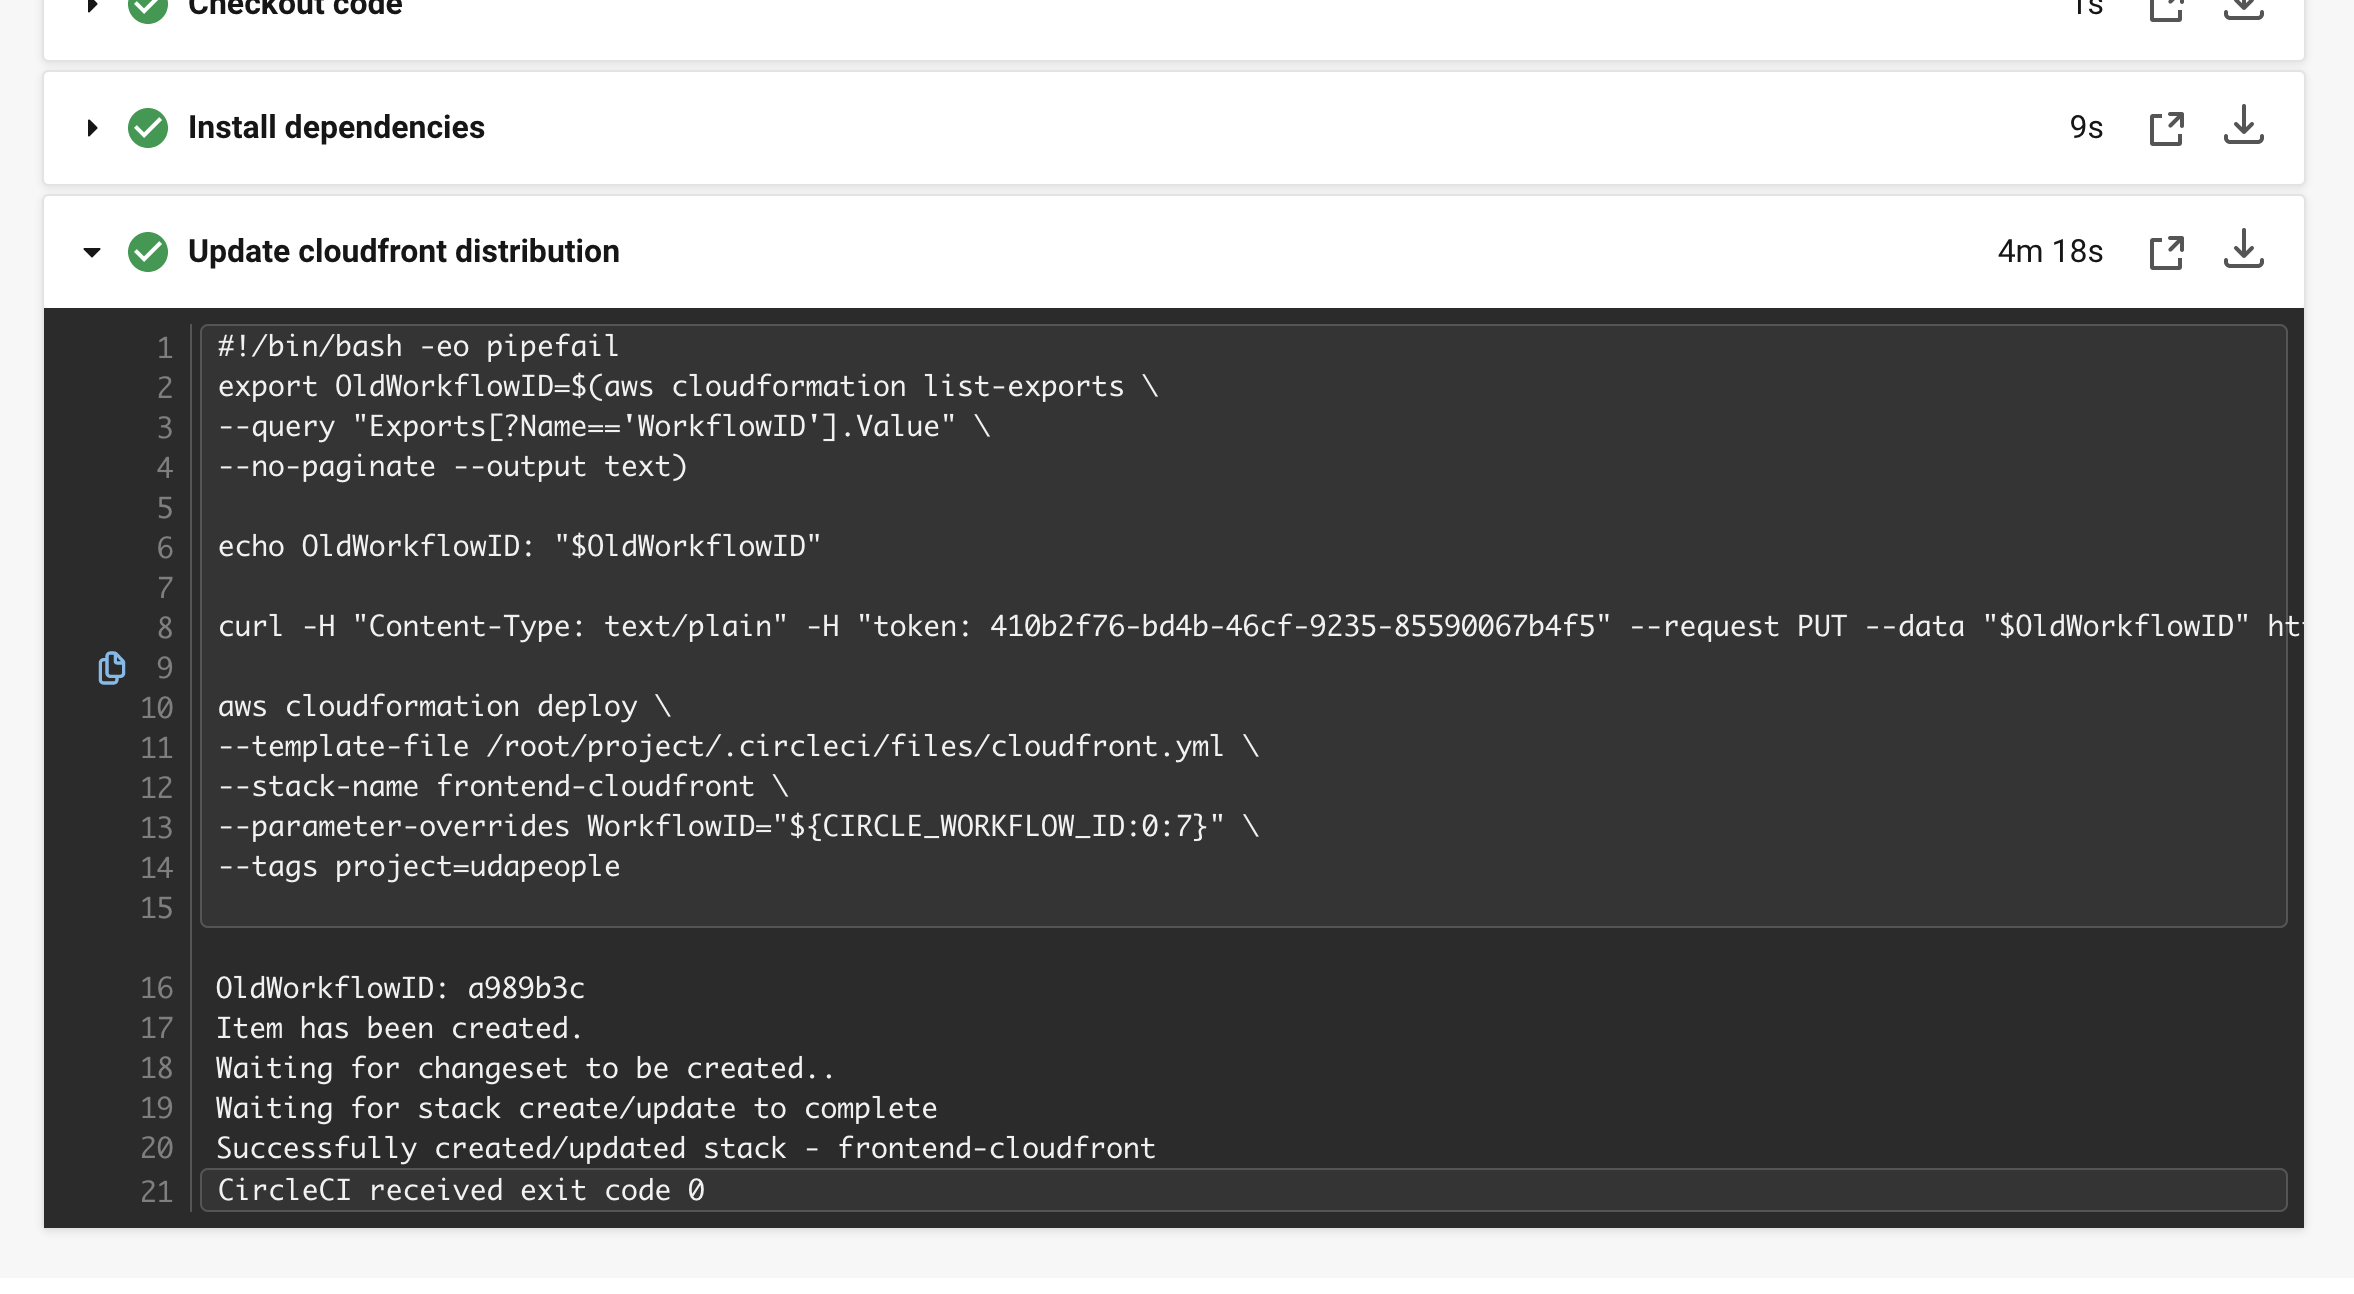 Checkout code 1s
Install dependencies 9s
Update cloudfront distribution 4m 18s
1 #!/bin/bash -eo pipefail
2 export OldWorkflowID=$(aws cloudformation list-exports \
3 --query "Exports[?Name=='WorkflowID'].Value" \
4 --no-paginate --output text)
5
6 echo OldWorkflowID: "$OldWorkflowID"
7
8 curl -H "Content-Type: text/plain" -H "token: 410b2f76-bd4b-46cf-9235-85590067b4f5" --request PUT --data "$OldWorkflowID" htt
9
10 aws cloudformation deploy \
11 --template-file /root/project/.circleci/files/cloudfront.yml \
12 --stack-name frontend-cloudfront \
13 --parameter-overrides WorkflowID="${CIRCLE_WORKFLOW_ID:0:7}" \
14 --tags project=udapeople
15
16 OldWorkflowID: a989b3c
17 Item has been created.
18 Waiting for changeset to be created..
19 Waiting for stack create/update to complete
20 Successfully created/updated stack - frontend-cloudfront
21 CircleCI received exit code 0